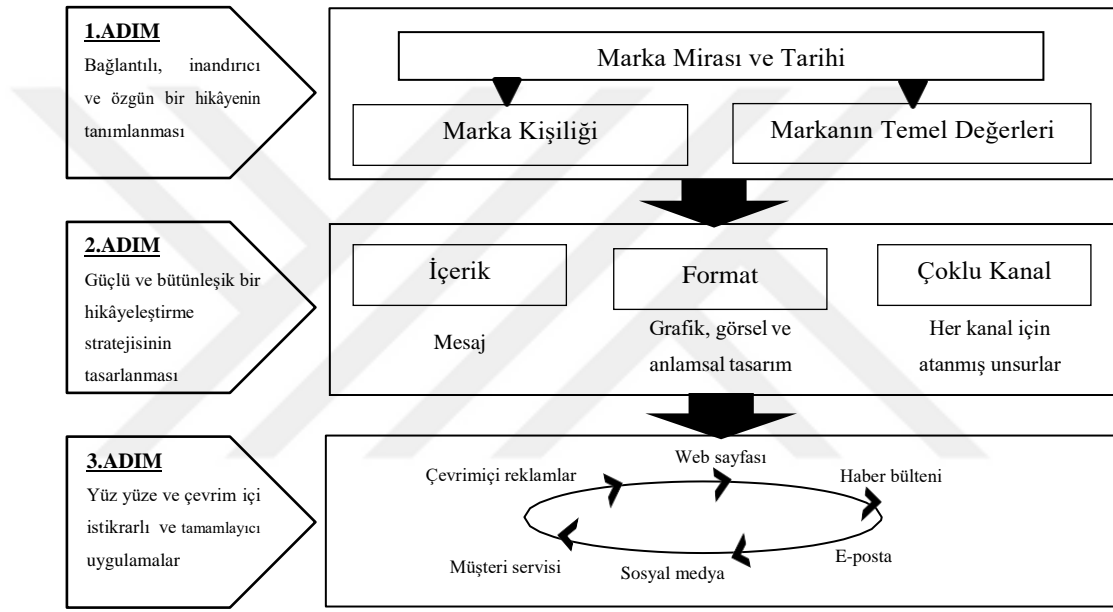 1.ADIM
Bağlantılı, inandırıcı
ve özgün bir hikâyenin
tanımlanması
Marka Mirası ve Tarihi
Marka Kişiliği
Markanın Temel Değerleri
2.ADIM
Güçlü ve bütünleşik bir
hikâyeleştirme
stratejisinin
tasarlanması
İçerik
Mesaj
Format
Grafik, görsel ve
anlamsal tasarım
Çoklu Kanal
Her kanal için
atanmış unsurlar
3.ADIM
Yüz yüze ve çevrim içi
istikrarlı ve tamamlayıcı
uygulamalar
Çevrimiçi reklamlar
Web sayfası
Haber bülteni
Müşteri servisi
Sosyal medya
E-posta